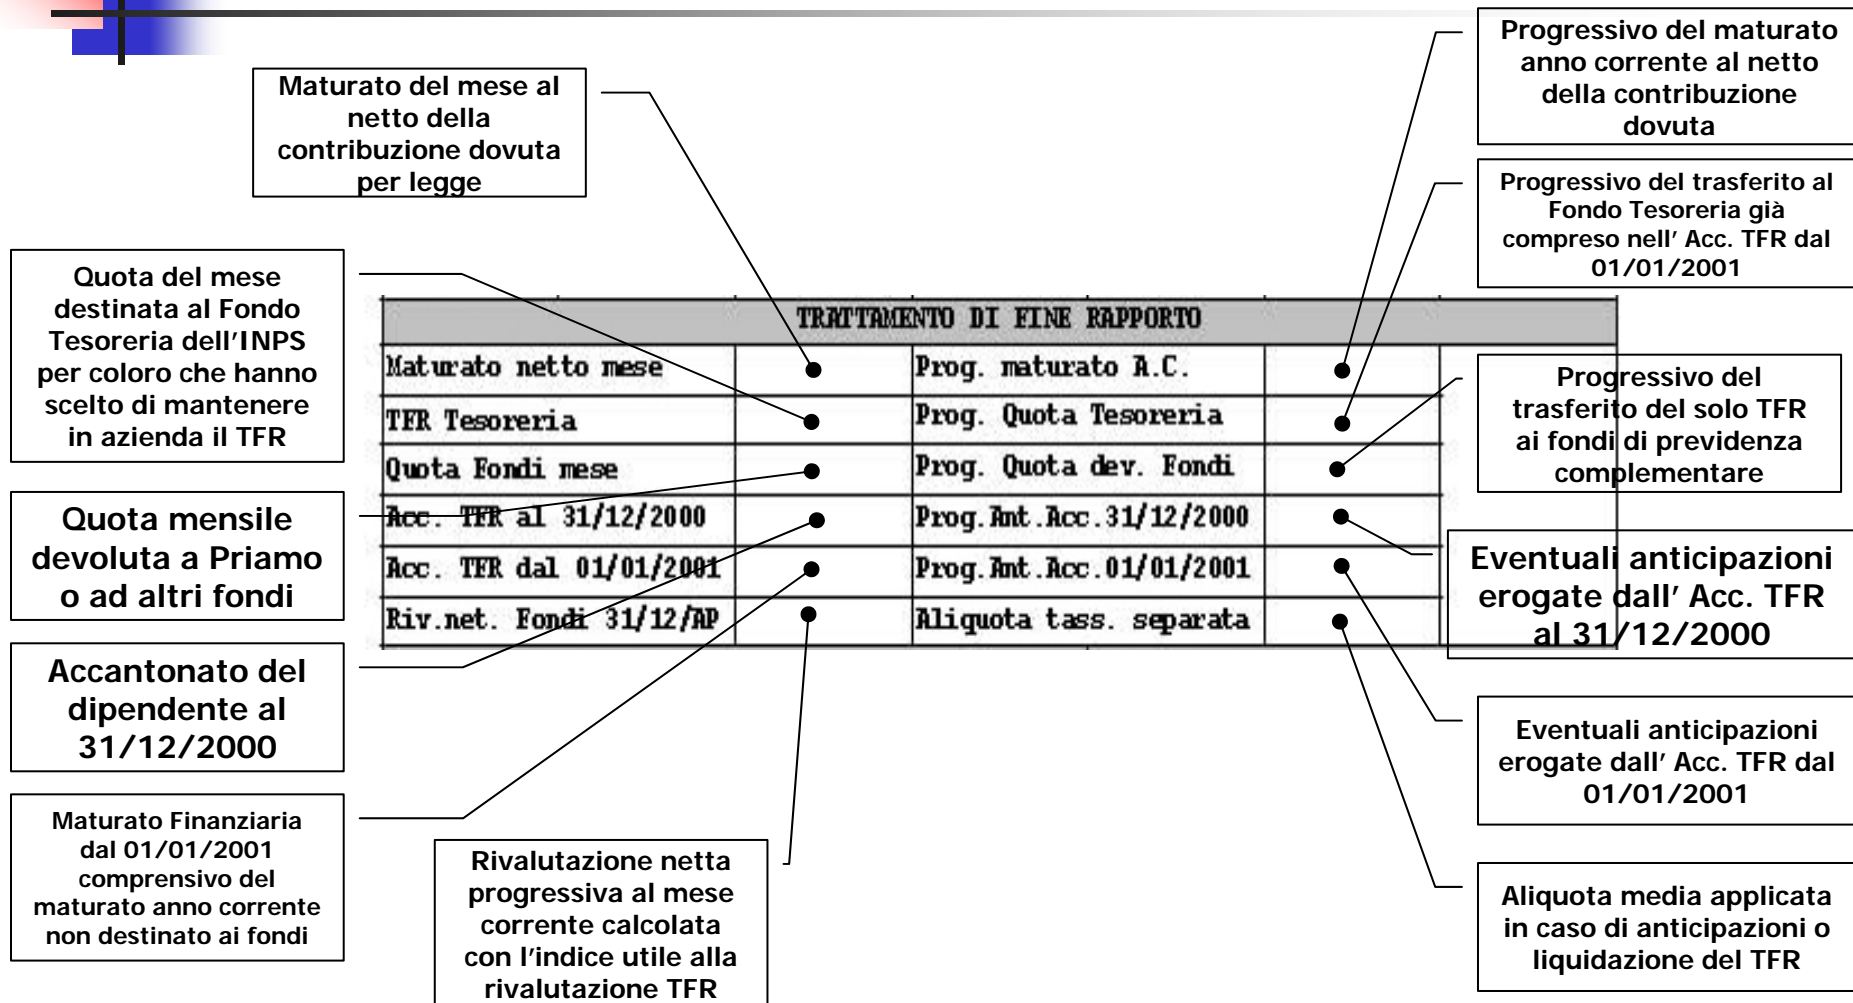 Progressivo del maturato
anno corrente al netto
della contribuzione
dovuta
Maturato del mese al
netto della
contribuzione dovuta
per legge
Progressivo del trasferito al
Fondo Tesoreria già
compreso nell' Acc. TFR dal
01/01/2001
Quota del mese
destinata al Fondo
Tesoreria dell'INPS
per coloro che hanno
scelto di mantenere
in azienda il TFR
TRATTAMENTO DI FINE RAPPORTO
Maturato netto mese
Prog. maturato A.C.
TFR Tesoreria
Prog. Quota Tesoreria
Quota Fondi mese
Prog. Quota dev. Fondi
Acc. TFR al 31/12/2000
Prog.Ant.Acc.31/12/2000
Acc. TFR dal 01/01/2001
Prog.Ant.Acc.01/01/2001
Riv.net. Fondi 31/12/AP
Aliquota tass. separata
Progressivo del
trasferito del solo TFR
ai fondi di previdenza
complementare
Quota mensile
devoluta a Priamo
o ad altri fondi
Eventuali anticipazioni
erogate dall' Acc. TFR
al 31/12/2000
Accantonato del
dipendente al
31/12/2000
Eventuali anticipazioni
erogate dall' Acc. TFR dal
01/01/2001
Maturato Finanziaria
dal 01/01/2001
comprensivo del
maturato anno corrente
non destinato ai fondi
Rivalutazione netta
progressiva al mese
corrente calcolata
con l'indice utile alla
rivalutazione TFR
Aliquota media applicata
in caso di anticipazioni o
liquidazione del TFR